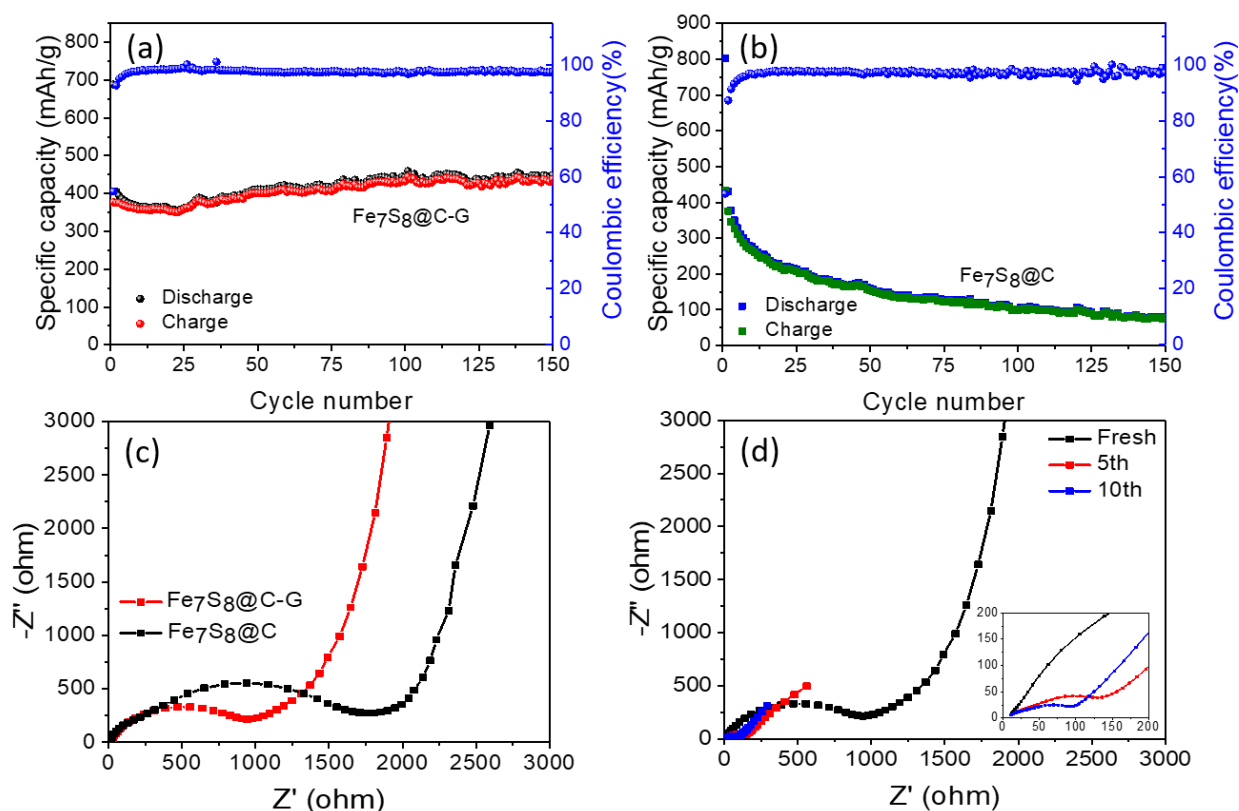 (a)
Specific capacity (mAh/g)
800
700
600
500
400
300
200
100
0
Fe7S8@C-G
Discharge
Charge
0 25 50 75 100 125 150
Cycle number
100
80
60
40
20
0
Coulombic efficiency(%)
(b)
Specific capacity (mAh/g)
900
800
700
600
500
400
300
200
100
0
Fe7S8@C
Discharge
Charge
0 25 50 75 100 125 150
Cycle number
100
80
60
40
20
0
Coulombic efficiency(%)
(c)
-Z" (ohm)
3000
2500
2000
1500
1000
500
0
Fe7S8@C-G
Fe7S8@C
0 500 1000 1500 2000 2500 3000
Z' (ohm)
(d)
-Z" (ohm)
3000
2500
2000
1500
1000
500
0
Fresh
5th
10th
200
150
100
50
0
0 50 100 150 200
0 500 1000 1500 2000 2500 3000
Z' (ohm)